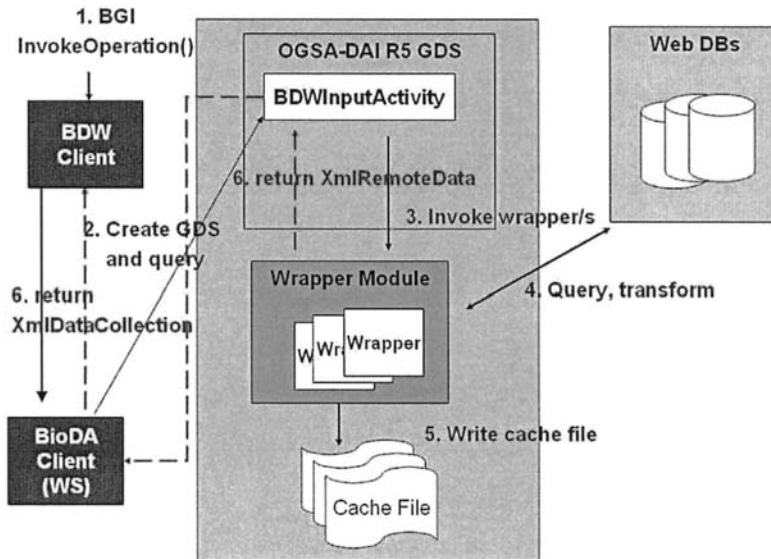 1. BGI
InvokeOperation()
OGSA-DAI R5 GDS
BDWInputActivity
Web DBs
BDW
Client
6. return XmlRemoteData
3. Invoke wrapper/s
2. Create GDS
and query
Wrapper Module
4. Query, transform
6. return
XmlDataCollection
W
Wra
Wrapper
BioDA
Client
(WS)
5. Write cache file
Cache File